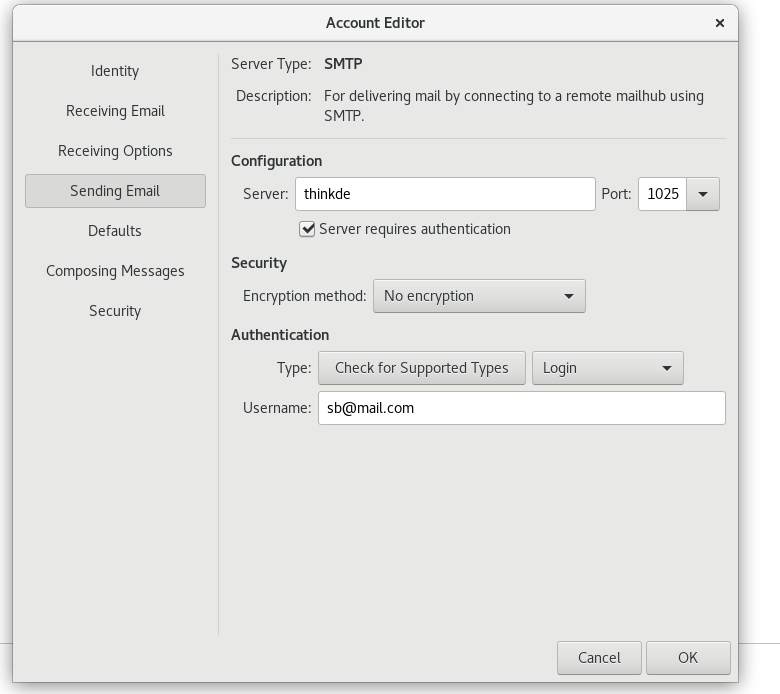 Account Editor
Identity
Receiving Email
Receiving Options
Sending Email
Defaults
Composing Messages
Security
Server Type: SMTP
Description: For delivering mail by connecting to a remote mailhub using
SMTP.
Configuration
Server: thinkde Port: 1025
Server requires authentication
Security
Encryption method: No encryption
Authentication
Type: Check for Supported Types Login
Username: sb@mail.com
Cancel OK